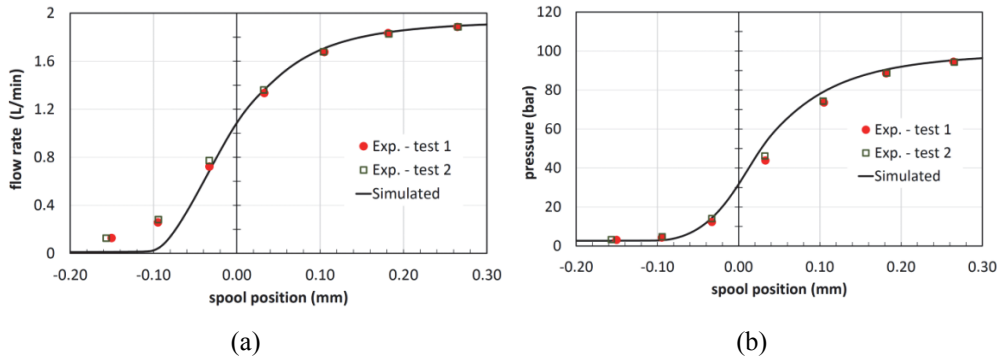 2
1.6
1.2
0.8
0.4
0
flow rate (L/min)
-0.20
-0.10
0.00
0.10
0.20
0.30
spool position (mm)
Exp. - test 1
Exp. - test 2
Simulated
(a)
120
100
80
60
40
20
0
pressure (bar)
-0.20
-0.10
0.00
0.10
0.20
0.30
spool position (mm)
Exp. - test 1
Exp. - test 2
Simulated
(b)